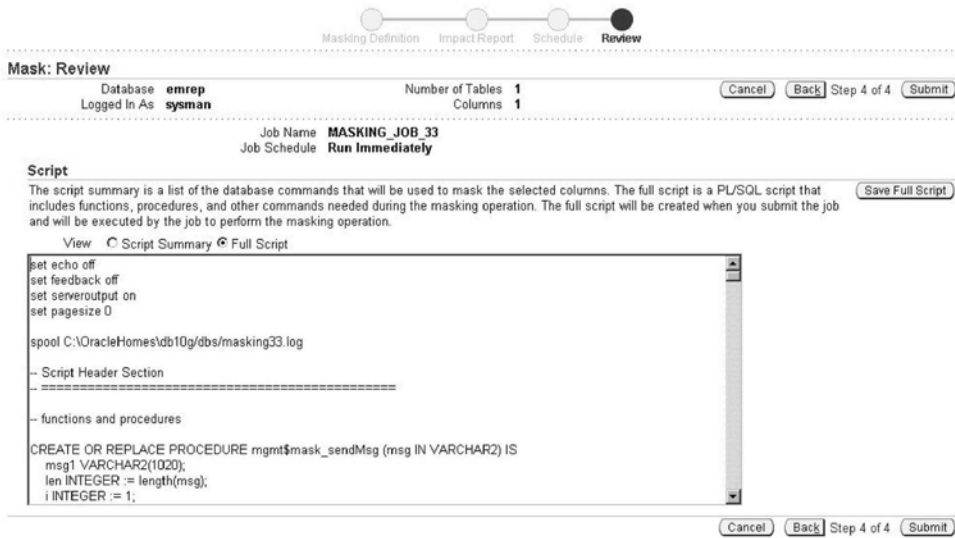 Masking Definition Impact Report Schedule Review
Mask: Review
Database emrep Number of Tables 1 Cancel Back Step 4 of 4 Submit
Logged In As sysman Columns 1
Job Name MASKING_JOB_33
Job Schedule Run Immediately
Script
The script summary is a list of the database commands that will be used to mask the selected columns. The full script is a PL/SQL script that Save Full Script
includes functions, procedures, and other commands needed during the masking operation. The full script will be created when you submit the job
and will be executed by the job to perform the masking operation.
View Script Summary Full Script
set echo off
set feedback off
set serveroutput on
set pagesize 0
spool C:\OracleHomes\db10g/dbs/masking33.log
-- Script Header Section
-- ==============================================
-- functions and procedures
CREATE OR REPLACE PROCEDURE mgmt$mask_sendMsg (msg IN VARCHAR2) IS
msg1 VARCHAR2(1020);
len INTEGER := length(msg);
i INTEGER := 1;
Cancel Back Step 4 of 4 Submit